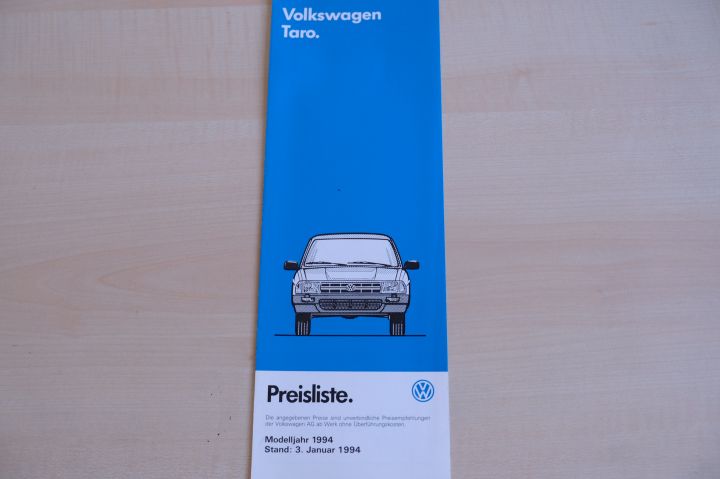 Volkswagen
Taro.
Preisliste.
Die angegebenen Preise sind unverbindliche Preisempfehlungen
der Volkswagen AG ab Werk ohne Überführungskosten.
Modelljahr 1994
Stand: 3. Januar 1994